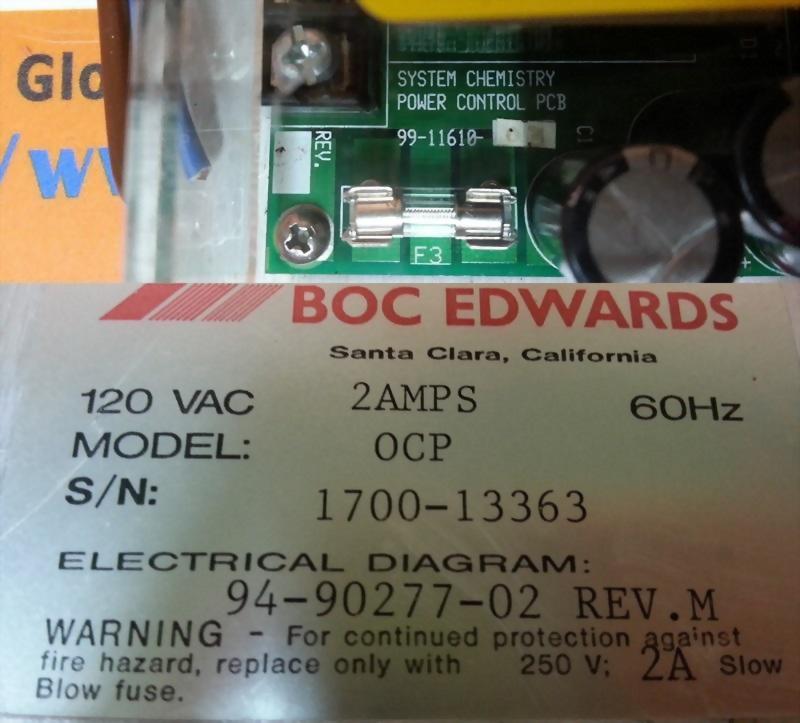 Glo
/ww
SYSTEM CHEMISTRY
POWER CONTROL PCB
99-11610-
REV.
C1
D1
F3
+
BOC EDWARDS
Santa Clara, California
120 VAC 2AMPS 60Hz
MODEL: OCP
S/N: 1700-13363
ELECTRICAL DIAGRAM:
94-90277-02 REV.M
WARNING - For continued protection against
fire hazard, replace only with 250 V; 2A Slow
Blow fuse.